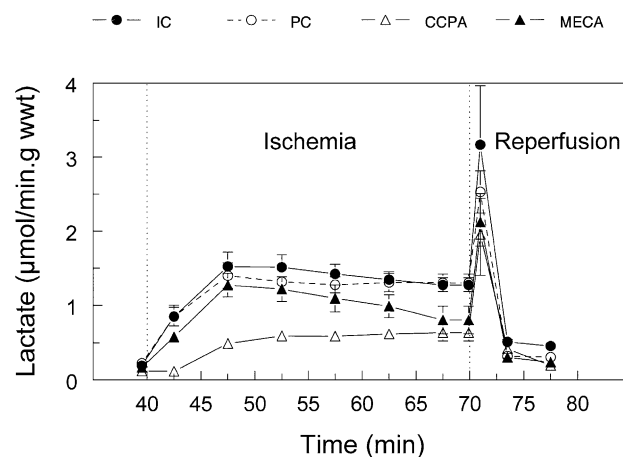 IC PC CCPA MECA
Lactate (µmol/min.g wwt)
4
3
2
1
0
Ischemia Reperfusion
40 45 50 55 60 65 70 75 80
Time (min)